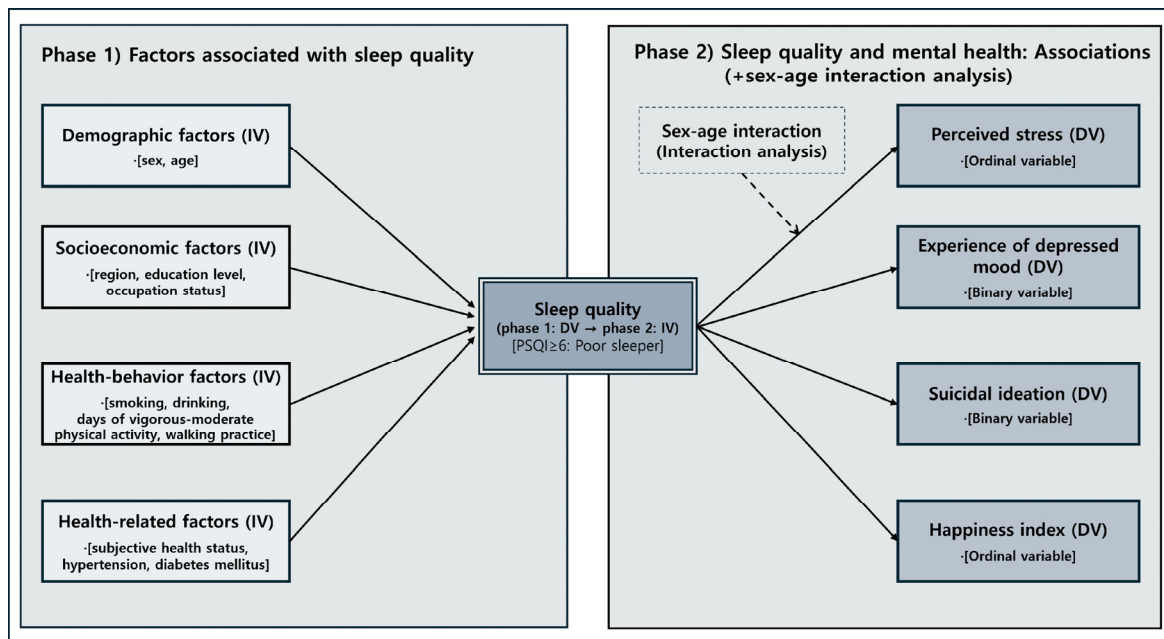 Phase 1) Factors associated with sleep quality
Demographic factors (IV)
·[sex, age]
Socioeconomic factors (IV)
·[region, education level,
occupation status]
Health-behavior factors (IV)
·[smoking, drinking,
days of vigorous-moderate
physical activity, walking practice]
Health-related factors (IV)
·[subjective health status,
hypertension, diabetes mellitus]
Sleep quality
(phase 1: DV → phase 2: IV)
[PSQI≥6: Poor sleeper]
Phase 2) Sleep quality and mental health: Associations
(+sex-age interaction analysis)
Sex-age interaction
(Interaction analysis)
Perceived stress (DV)
·[Ordinal variable]
Experience of depressed
mood (DV)
·[Binary variable]
Suicidal ideation (DV)
·[Binary variable]
Happiness index (DV)
·[Ordinal variable]